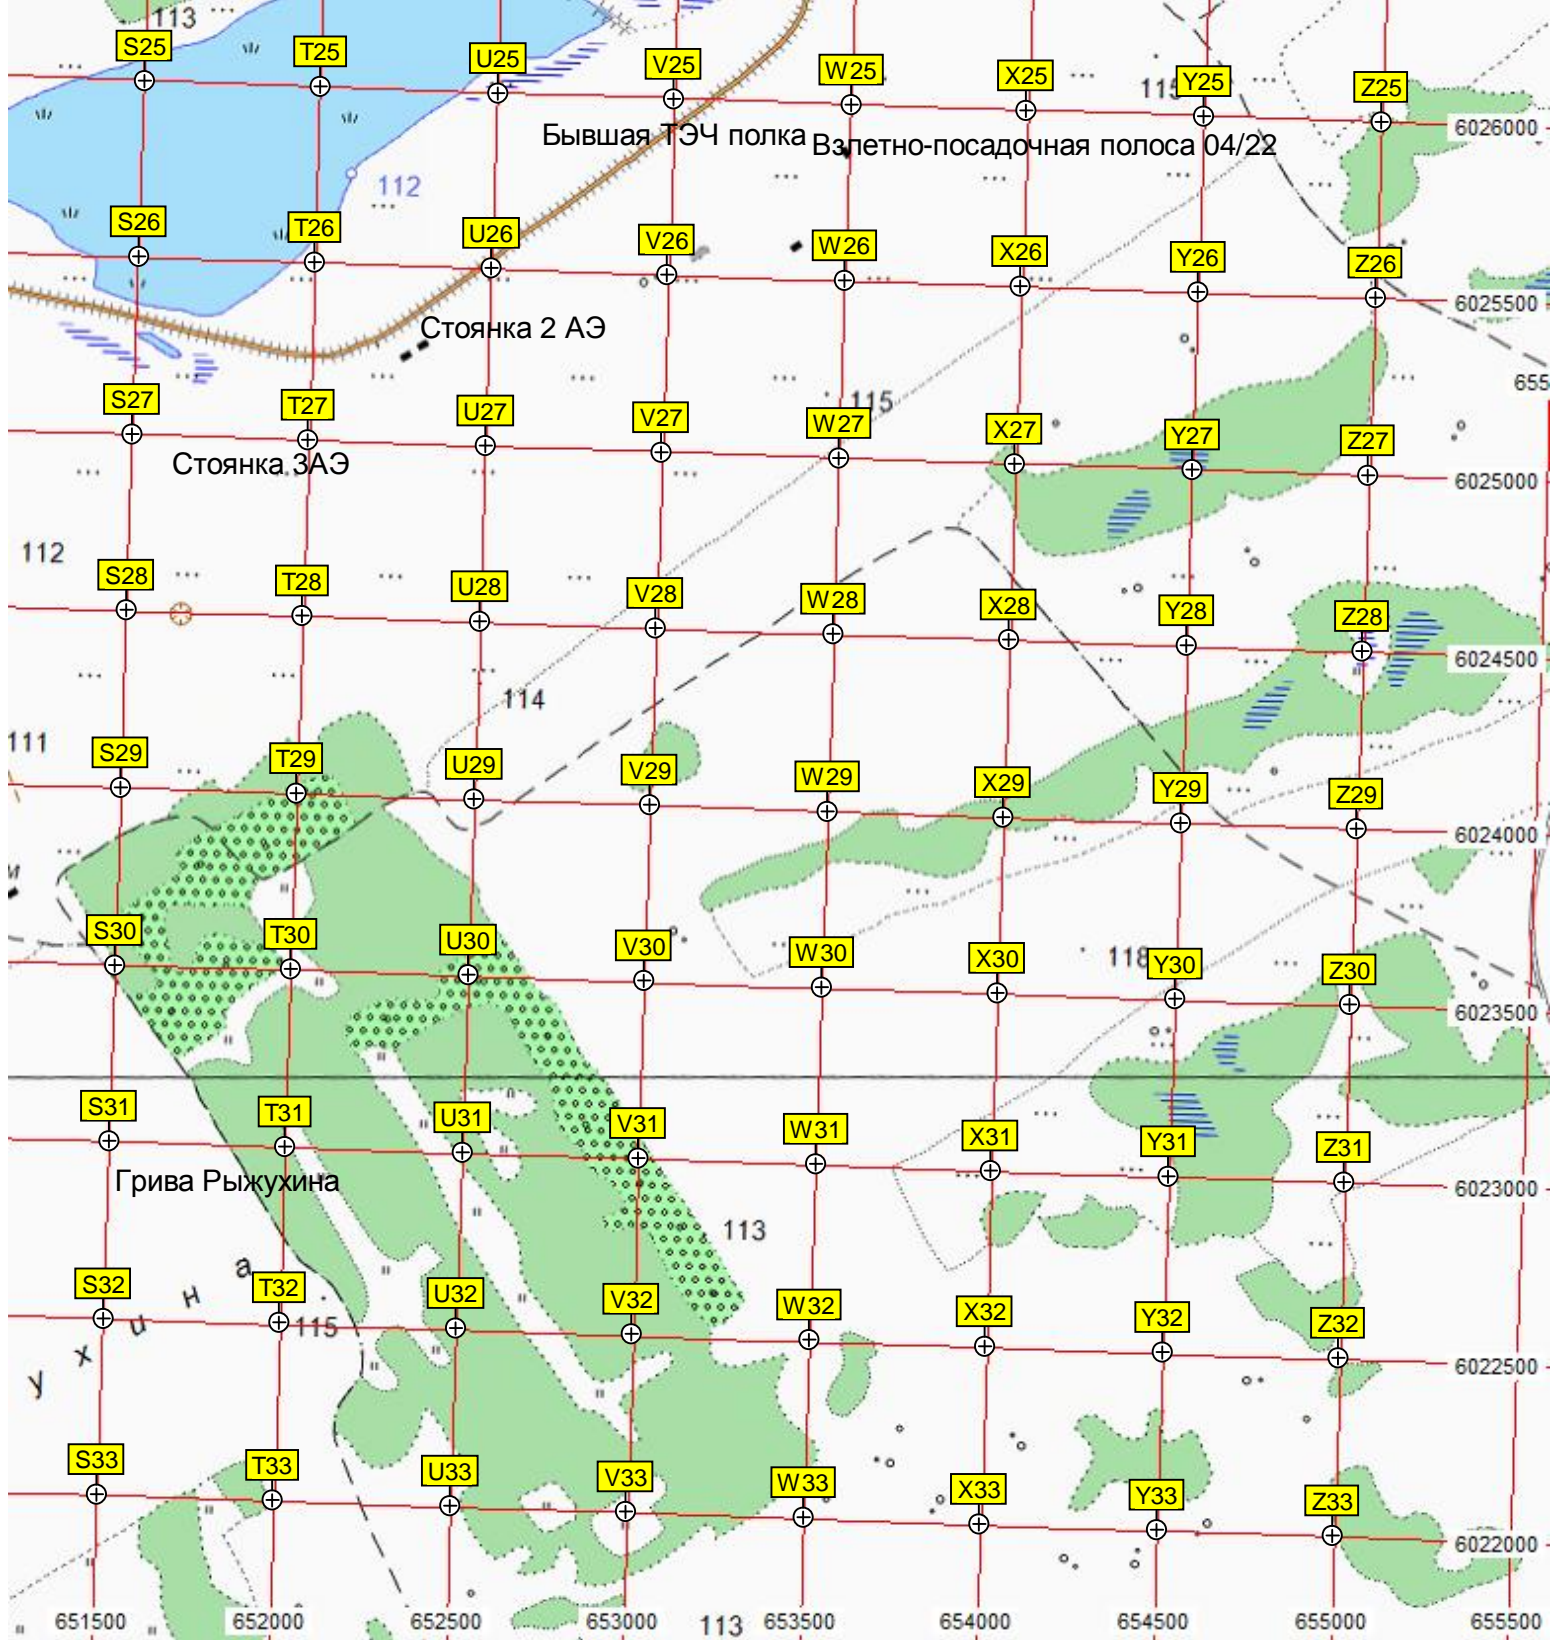 113
S25 T25 U25 V25 W25 X25 Y25 Z25
115
6026000
Бывшая ТЭЧ полка Взлетно-посадочная полоса 04/22
112
S26 T26 U26 V26 W26 X26 Y26 Z26
6025500
Стоянка 2 АЭ
655
115
S27 T27 U27 V27 W27 X27 Y27 Z27
Стоянка 3АЭ
6025000
112
S28 T28 U28 V28 W28 X28 Y28 Z28
6024500
114
111
S29 T29 U29 V29 W29 X29 Y29 Z29
6024000
м
S30 T30 U30 V30 W30 X30 Y30 Z30
118
6023500
S31 T31 U31 V31 W31 X31 Y31 Z31
Грива Рыжухина
6023000
113
S32 T32 U32 V32 W32 X32 Y32 Z32
у х и н а
115
6022500
S33 T33 U33 V33 W33 X33 Y33 Z33
6022000
651500 652000 652500 653000 113 653500 654000 654500 655000 655500